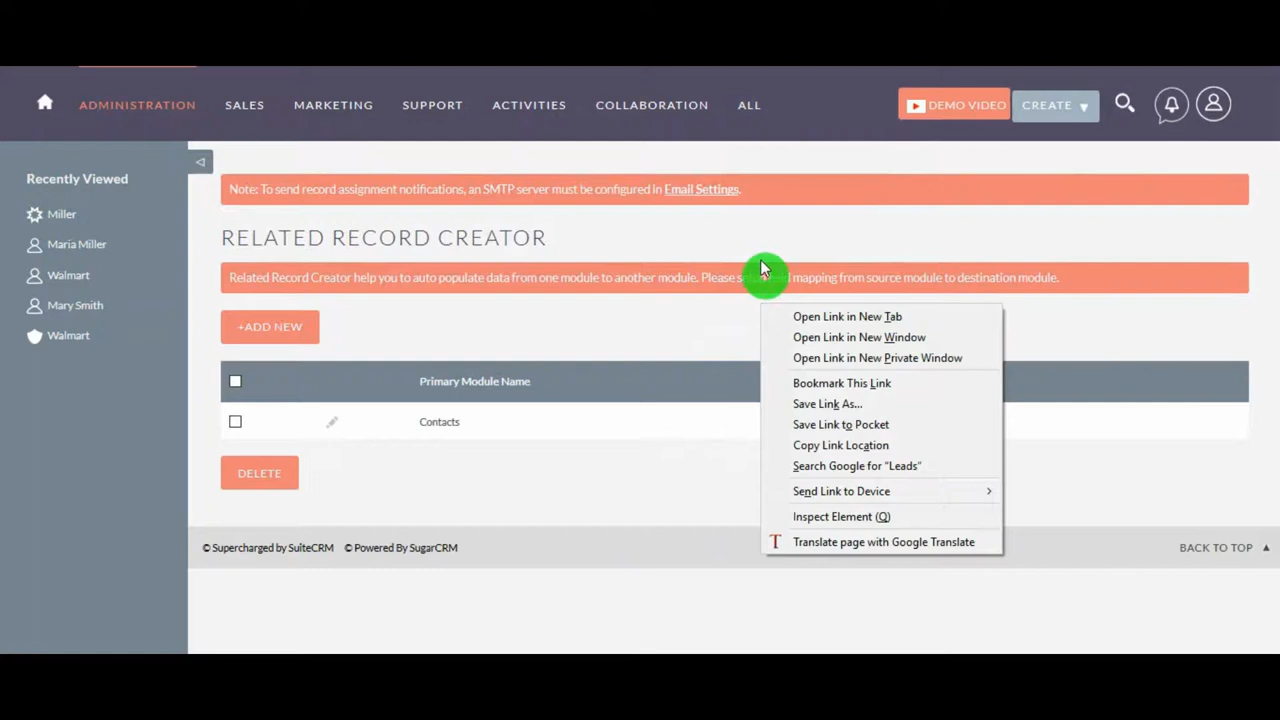 ADMINISTRATION SALES MARKETING SUPPORT ACTIVITIES COLLABORATION ALL DEMO VIDEO CREATE
Recently Viewed
Miller
Maria Miller
Walmart
Mary Smith
Walmart
Note: To send record assignment notifications, an SMTP server must be configured in Email Settings.
RELATED RECORD CREATOR
Related Record Creator help you to auto populate data from one module to another module. Please mapping from source module to destination module.
+ADD NEW
Primary Module Name
Contacts
DELETE
Open Link in New Tab
Open Link in New Window
Open Link in New Private Window
Bookmark This Link
Save Link As...
Save Link to Pocket
Copy Link Location
Search Google for “Leads”
Send Link to Device
Inspect Element (Q)
T Translate page with Google Translate
© Supercharged by SuiteCRM © Powered By SugarCRM
BACK TO TOP